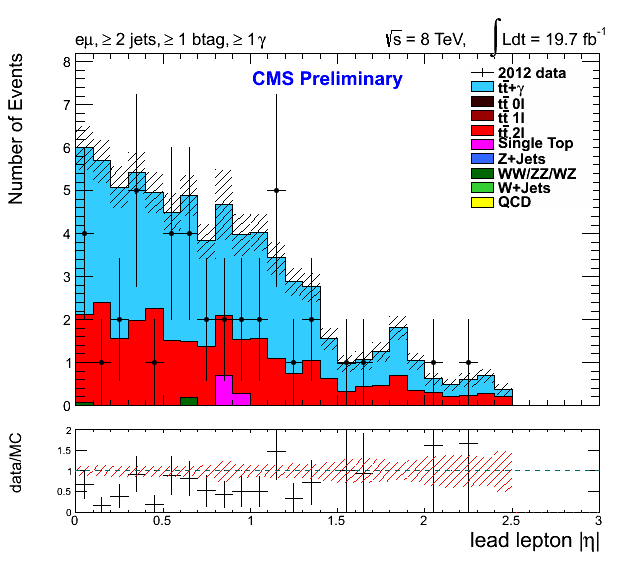 eμ, ≥ 2 jets, ≥ 1 btag, ≥ 1 γ
√s = 8 TeV, ∫ Ldt = 19.7 fb⁻¹
CMS Preliminary
2012 data
tt̄+γ
tt̄ 0l
tt̄ 1l
tt̄ 2l
Single Top
Z+Jets
WW/ZZ/WZ
W+Jets
QCD
Number of Events
8
7
6
5
4
3
2
1
0
data/MC
2
1.5
1
0.5
0
0 0.5 1 1.5 2 2.5 3
lead lepton |η|